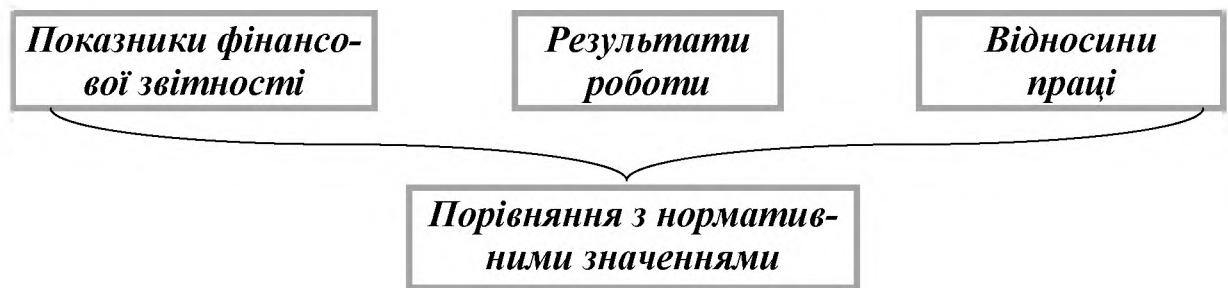 Показники фінансо-
вої звітності
Результати
роботи
Відносини
праці
Порівняння з норматив-
ними значеннями